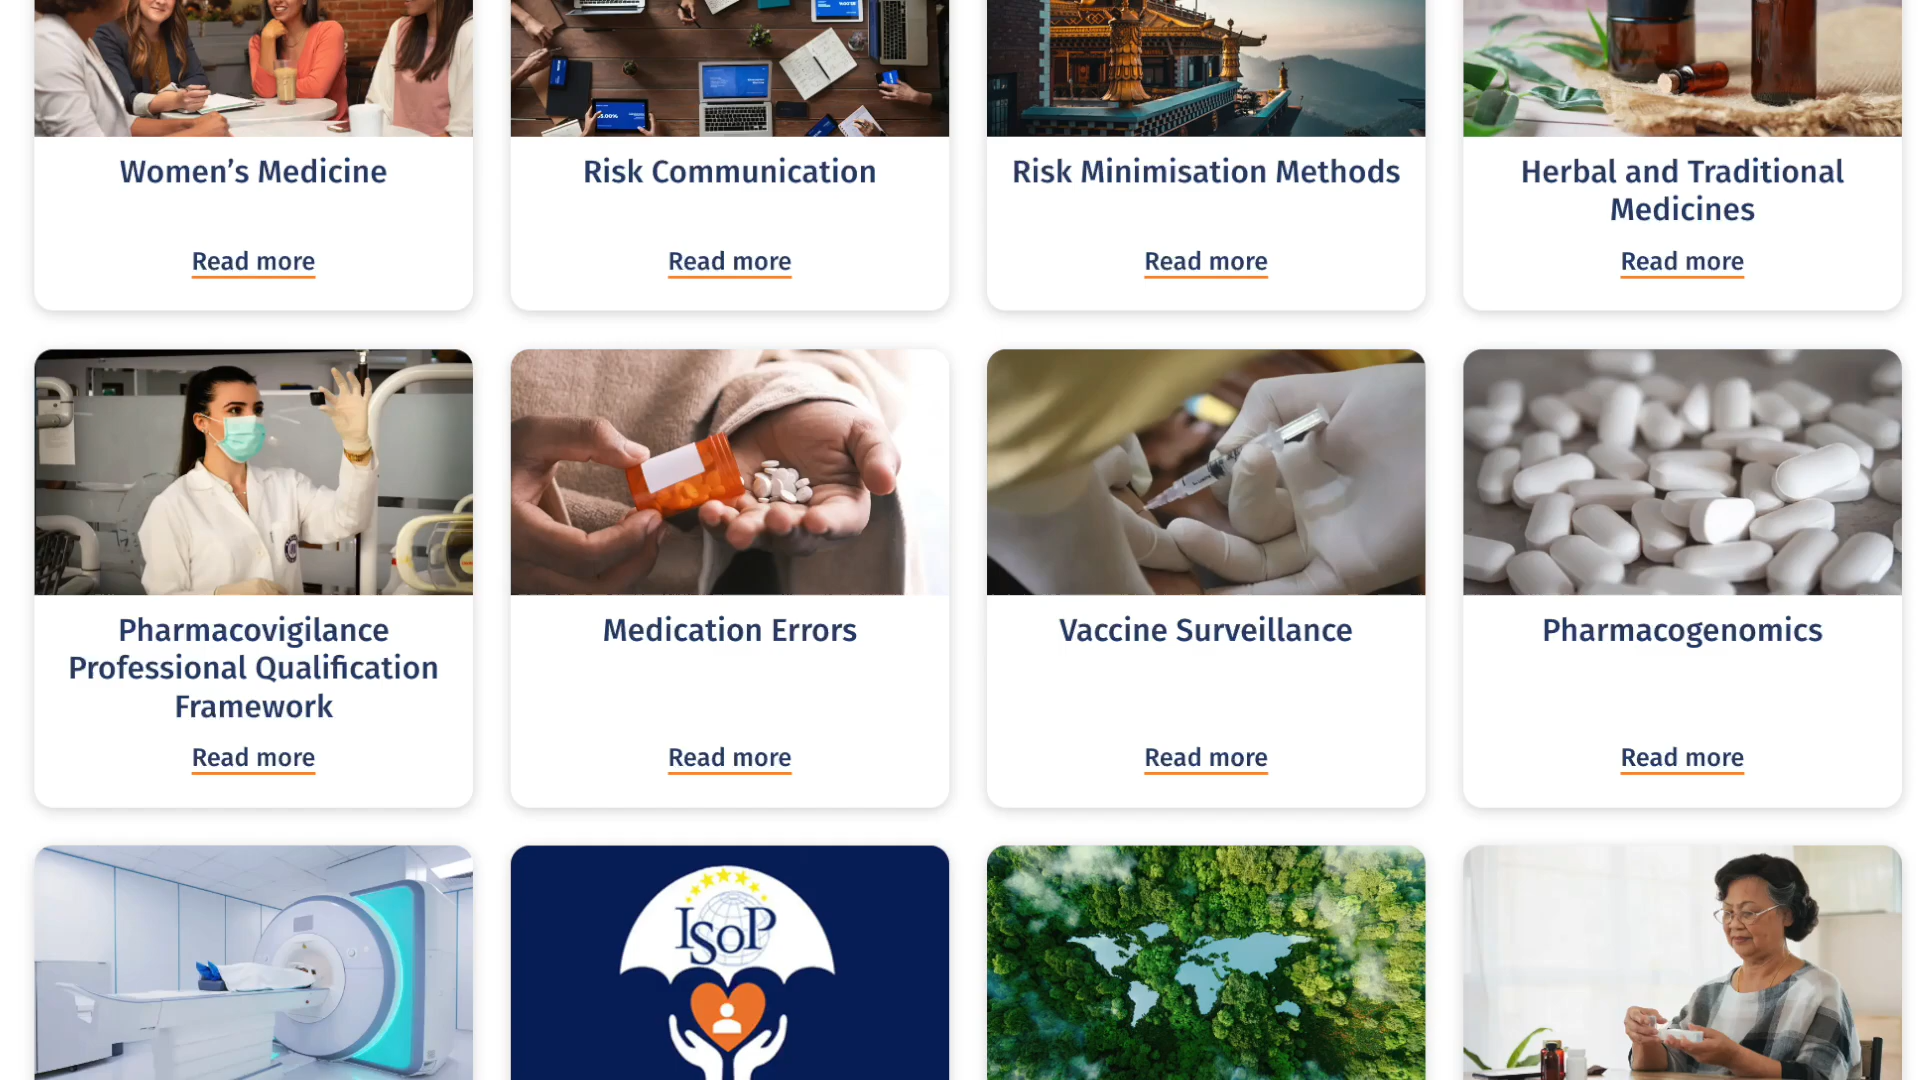 Women’s Medicine
Read more
Risk Communication
Read more
Risk Minimisation Methods
Read more
Herbal and Traditional
Medicines
Read more
Pharmacovigilance
Professional Qualification
Framework
Read more
Medication Errors
Read more
Vaccine Surveillance
Read more
Pharmacogenomics
Read more
ISoP